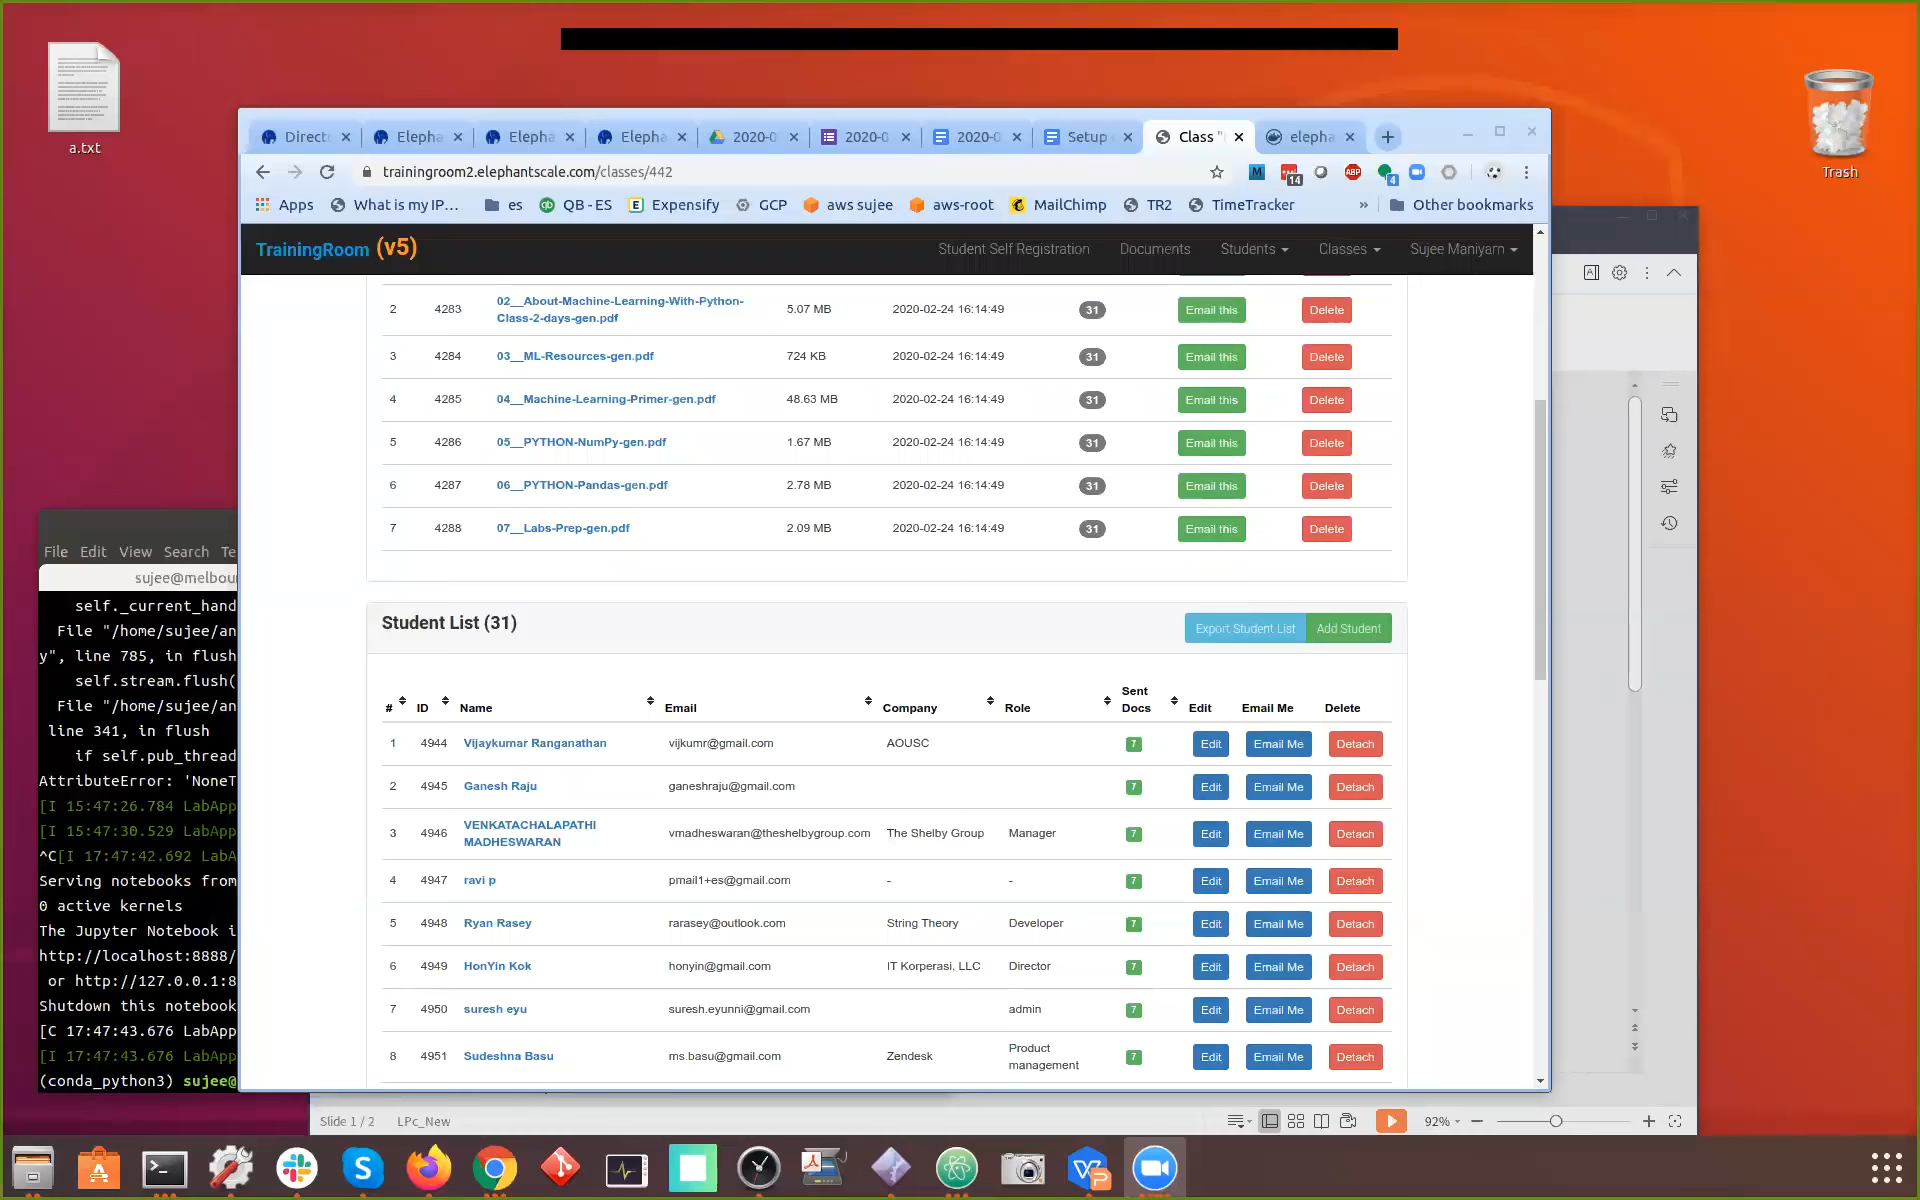 a.txt
Trash
Direct
Elepha
Elepha
Elepha
2020-0
2020-0
2020-0
Setup
Class "
elepha
trainingroom2.elephantscale.com/classes/442
14
ABP
4
Apps
What is my IP...
es
QB - ES
Expensify
GCP
aws sujee
aws-root
MailChimp
TR2
TimeTracker
»
Other bookmarks
TrainingRoom (v5)
Student Self Registration
Documents
Students
Classes
Sujee Maniyam
2 4283 02__About-Machine-Learning-With-Python-
Class-2-days-gen.pdf 5.07 MB 2020-02-24 16:14:49 31 Email this Delete
3 4284 03__ML-Resources-gen.pdf 724 KB 2020-02-24 16:14:49 31 Email this Delete
4 4285 04__Machine-Learning-Primer-gen.pdf 48.63 MB 2020-02-24 16:14:49 31 Email this Delete
5 4286 05__PYTHON-NumPy-gen.pdf 1.67 MB 2020-02-24 16:14:49 31 Email this Delete
6 4287 06__PYTHON-Pandas-gen.pdf 2.78 MB 2020-02-24 16:14:49 31 Email this Delete
7 4288 07__Labs-Prep-gen.pdf 2.09 MB 2020-02-24 16:14:49 31 Email this Delete
Student List (31)
Export Student List
Add Student
# ID Name Email Company Role Sent
Docs Edit Email Me Delete
1 4944 Vijaykumar Ranganathan vijkumr@gmail.com AOUSC 7 Edit Email Me Detach
2 4945 Ganesh Raju ganeshraju@gmail.com 7 Edit Email Me Detach
3 4946 VENKATACHALAPATHI
MADHESWARAN vmadheswaran@theshelbygroup.com The Shelby Group Manager 7 Edit Email Me Detach
4 4947 ravi p pmail1+es@gmail.com - - 7 Edit Email Me Detach
5 4948 Ryan Rasey rarasey@outlook.com String Theory Developer 7 Edit Email Me Detach
6 4949 HonYin Kok honyin@gmail.com IT Korperasi, LLC Director 7 Edit Email Me Detach
7 4950 suresh eyu suresh.eyunni@gmail.com admin 7 Edit Email Me Detach
8 4951 Sudeshna Basu ms.basu@gmail.com Zendesk Product
management 7 Edit Email Me Detach
File Edit View Search Te
sujee@melbour
self._current_hand
File "/home/sujee/an
y", line 785, in flush
self.stream.flush(
File "/home/sujee/an
line 341, in flush
if self.pub_thread
AttributeError: 'NoneT
[I 15:47:26.784 LabApp
[I 15:47:30.529 LabApp
^C[I 17:47:42.692 LabA
Serving notebooks from
0 active kernels
The Jupyter Notebook i
http://localhost:8888/
or http://127.0.0.1:8
Shutdown this notebook
[C 17:47:43.676 LabApp
[I 17:47:43.676 LabApp
(conda_python3) sujee@
Slide 1 / 2
LPc_New
92%